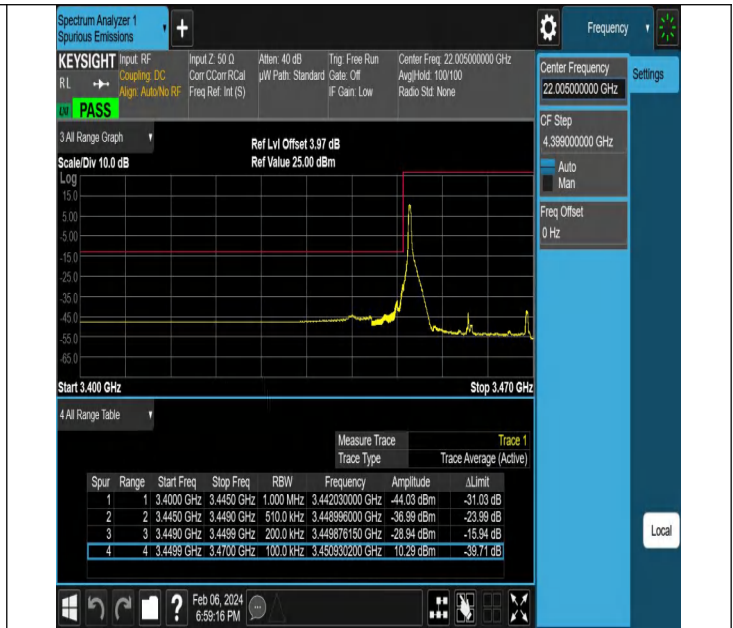 Spectrum Analyzer 1
Spurious Emissions
+
Frequency
KEYSIGHT
RL
PASS
Input: RF
Coupling: DC
Align: Auto/No RF
Input Z: 50 Ω
Corr CCorr RCal
Freq Ref: Int (S)
Atten: 40 dB
µW Path: Standard
Trig: Free Run
Gate: Off
IF Gain: Low
Center Freq: 22.005000000 GHz
Avg|Hold: 100/100
Radio Std: None
Center Frequency
22.005000000 GHz
Settings
CF Step
4.399000000 GHz
Auto
Man
Freq Offset
0 Hz
3 All Range Graph
Scale/Div 10.0 dB
Ref Lvl Offset 3.97 dB
Ref Value 25.00 dBm
Log
15.0
5.00
-5.00
-15.0
-25.0
-35.0
-45.0
-55.0
-65.0
Start 3.400 GHz
Stop 3.470 GHz
4 All Range Table
Measure Trace Trace 1
Trace Type Trace Average (Active)
Spur Range Start Freq Stop Freq RBW Frequency Amplitude ΔLimit
1 1 3.4000 GHz 3.4450 GHz 1.000 MHz 3.442030000 GHz -44.03 dBm -31.03 dB
2 2 3.4450 GHz 3.4490 GHz 510.0 kHz 3.448996000 GHz -36.99 dBm -23.99 dB
3 3 3.4490 GHz 3.4499 GHz 200.0 kHz 3.449876150 GHz -28.94 dBm -15.94 dB
4 4 3.4499 GHz 3.4700 GHz 100.0 kHz 3.450930200 GHz 10.29 dBm -39.71 dB
Local
?
Feb 06, 2024
6:59:16 PM